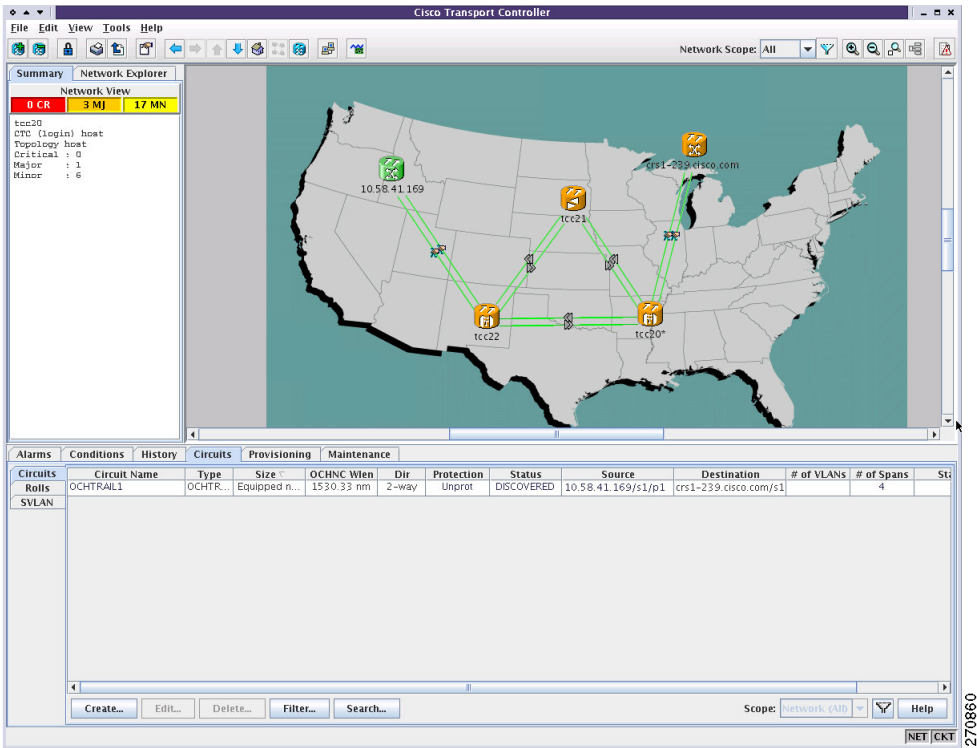 Cisco Transport Controller
File Edit View Tools Help
Network Scope: All
Summary Network Explorer
Network View
0 CR 3 MJ 17 MN
tcc20
CTC (login) host
Topology host
Critical : 0
Major : 1
Minor : 6
crs1-239.cisco.com
10.58.41.169
tcc21
tcc22
tcc20*
Alarms Conditions History Circuits Provisioning Maintenance
Circuits
Rolls
SVLAN
Circuit Name Type Size OCHNC Wlen Dir Protection Status Source Destination # of VLANs # of Spans Sta
OCHTRAIL1 OCHTR... Equipped n... 1530.33 nm 2-way Unprot DISCOVERED 10.58.41.169/s1/p1 crs1-239.cisco.com/s1 4
Create... Edit... Delete... Filter... Search... Scope: Network (All) Help
NET CKT
270860